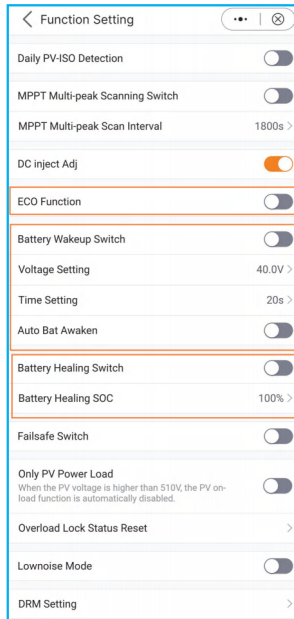 Function Setting
Daily PV-ISO Detection
MPPT Multi-peak Scanning Switch
MPPT Multi-peak Scan Interval 1800s >
DC inject Adj
ECO Function
Battery Wakeup Switch
Voltage Setting 40.0V >
Time Setting 20s >
Auto Bat Awaken
Battery Healing Switch
Battery Healing SOC 100% >
Failsafe Switch
Only PV Power Load
When the PV voltage is higher than 510V, the PV on-
load function is automatically disabled.
Overload Lock Status Reset >
Lownoise Mode
DRM Setting >